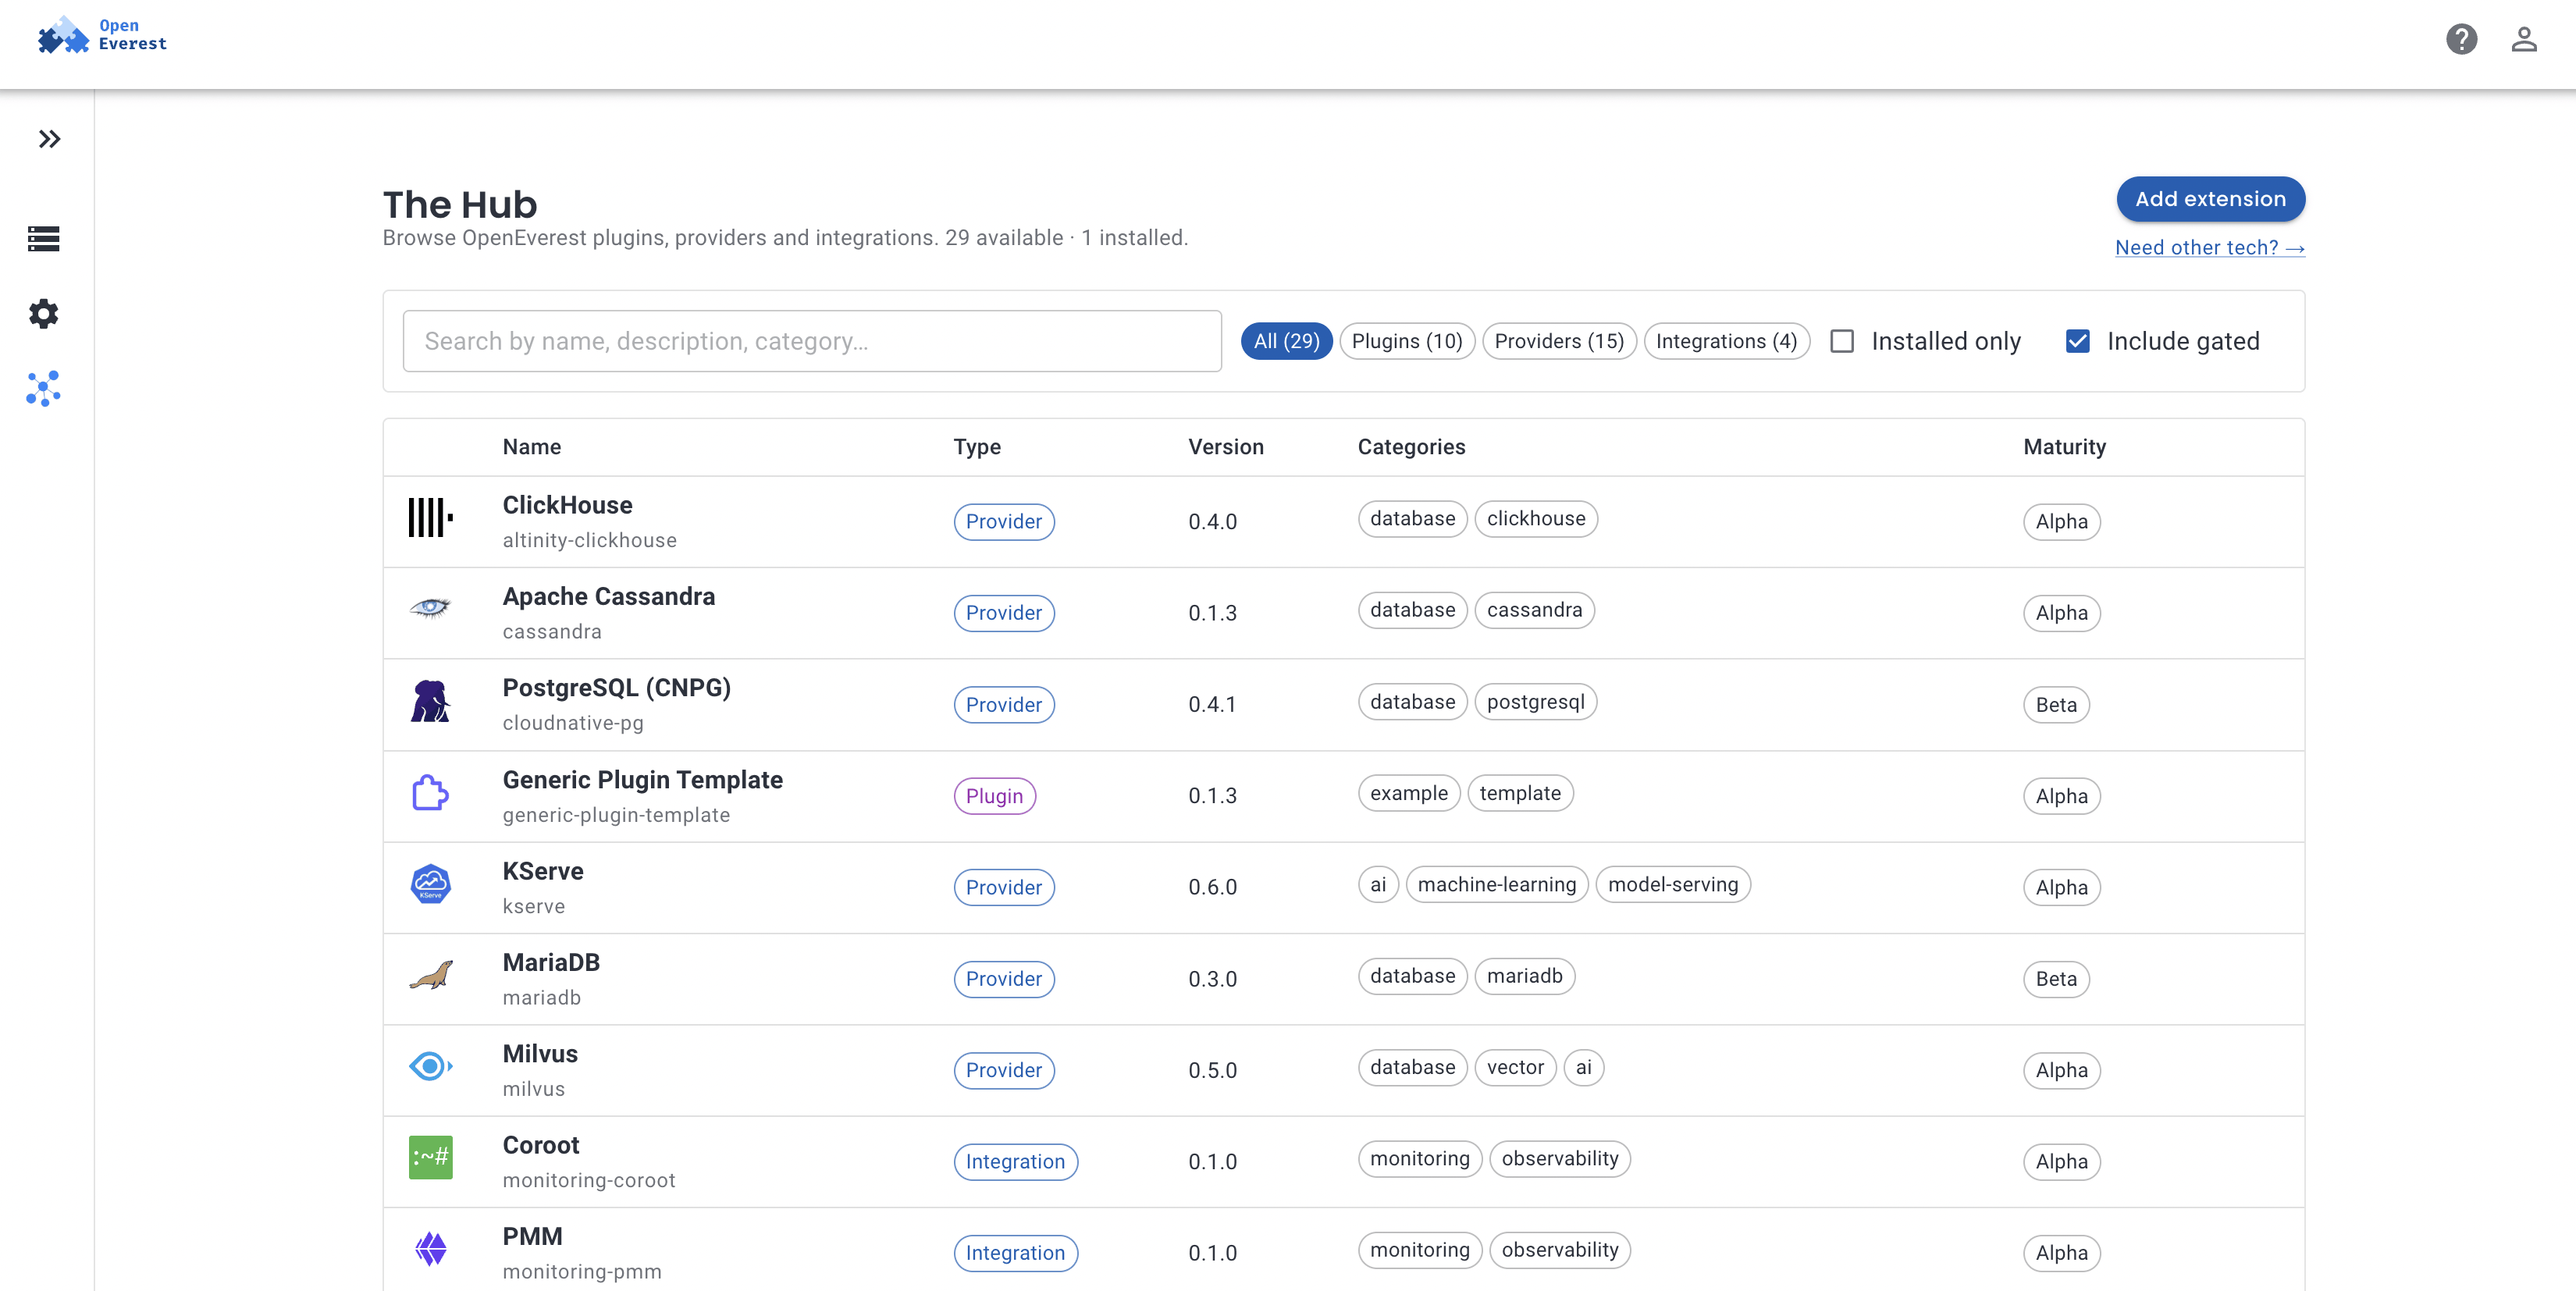 Open
Everest
The Hub
Browse OpenEverest plugins, providers and integrations. 29 available · 1 installed.
Add extension
Need other tech? →
Search by name, description, category...
All (29) Plugins (10) Providers (15) Integrations (4) Installed only Include gated
Name Type Version Categories Maturity
ClickHouse
altinity-clickhouse
Provider 0.4.0 database clickhouse Alpha
Apache Cassandra
cassandra
Provider 0.1.3 database cassandra Alpha
PostgreSQL (CNPG)
cloudnative-pg
Provider 0.4.1 database postgresql Beta
Generic Plugin Template
generic-plugin-template
Plugin 0.1.3 example template Alpha
KServe
KServe
kserve
Provider 0.6.0 ai machine-learning model-serving Alpha
MariaDB
mariadb
Provider 0.3.0 database mariadb Beta
Milvus
milvus
Provider 0.5.0 database vector ai Alpha
:~#
Coroot
monitoring-coroot
Integration 0.1.0 monitoring observability Alpha
PMM
monitoring-pmm
Integration 0.1.0 monitoring observability Alpha